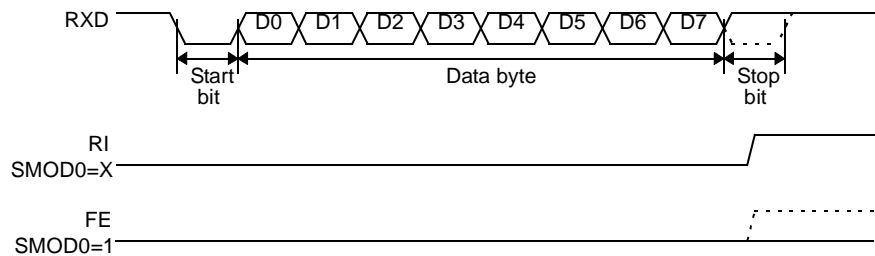 RXD D0 D1 D2 D3 D4 D5 D6 D7
Start bit
Data byte
Stop bit
RI
SMOD0=X
FE
SMOD0=1